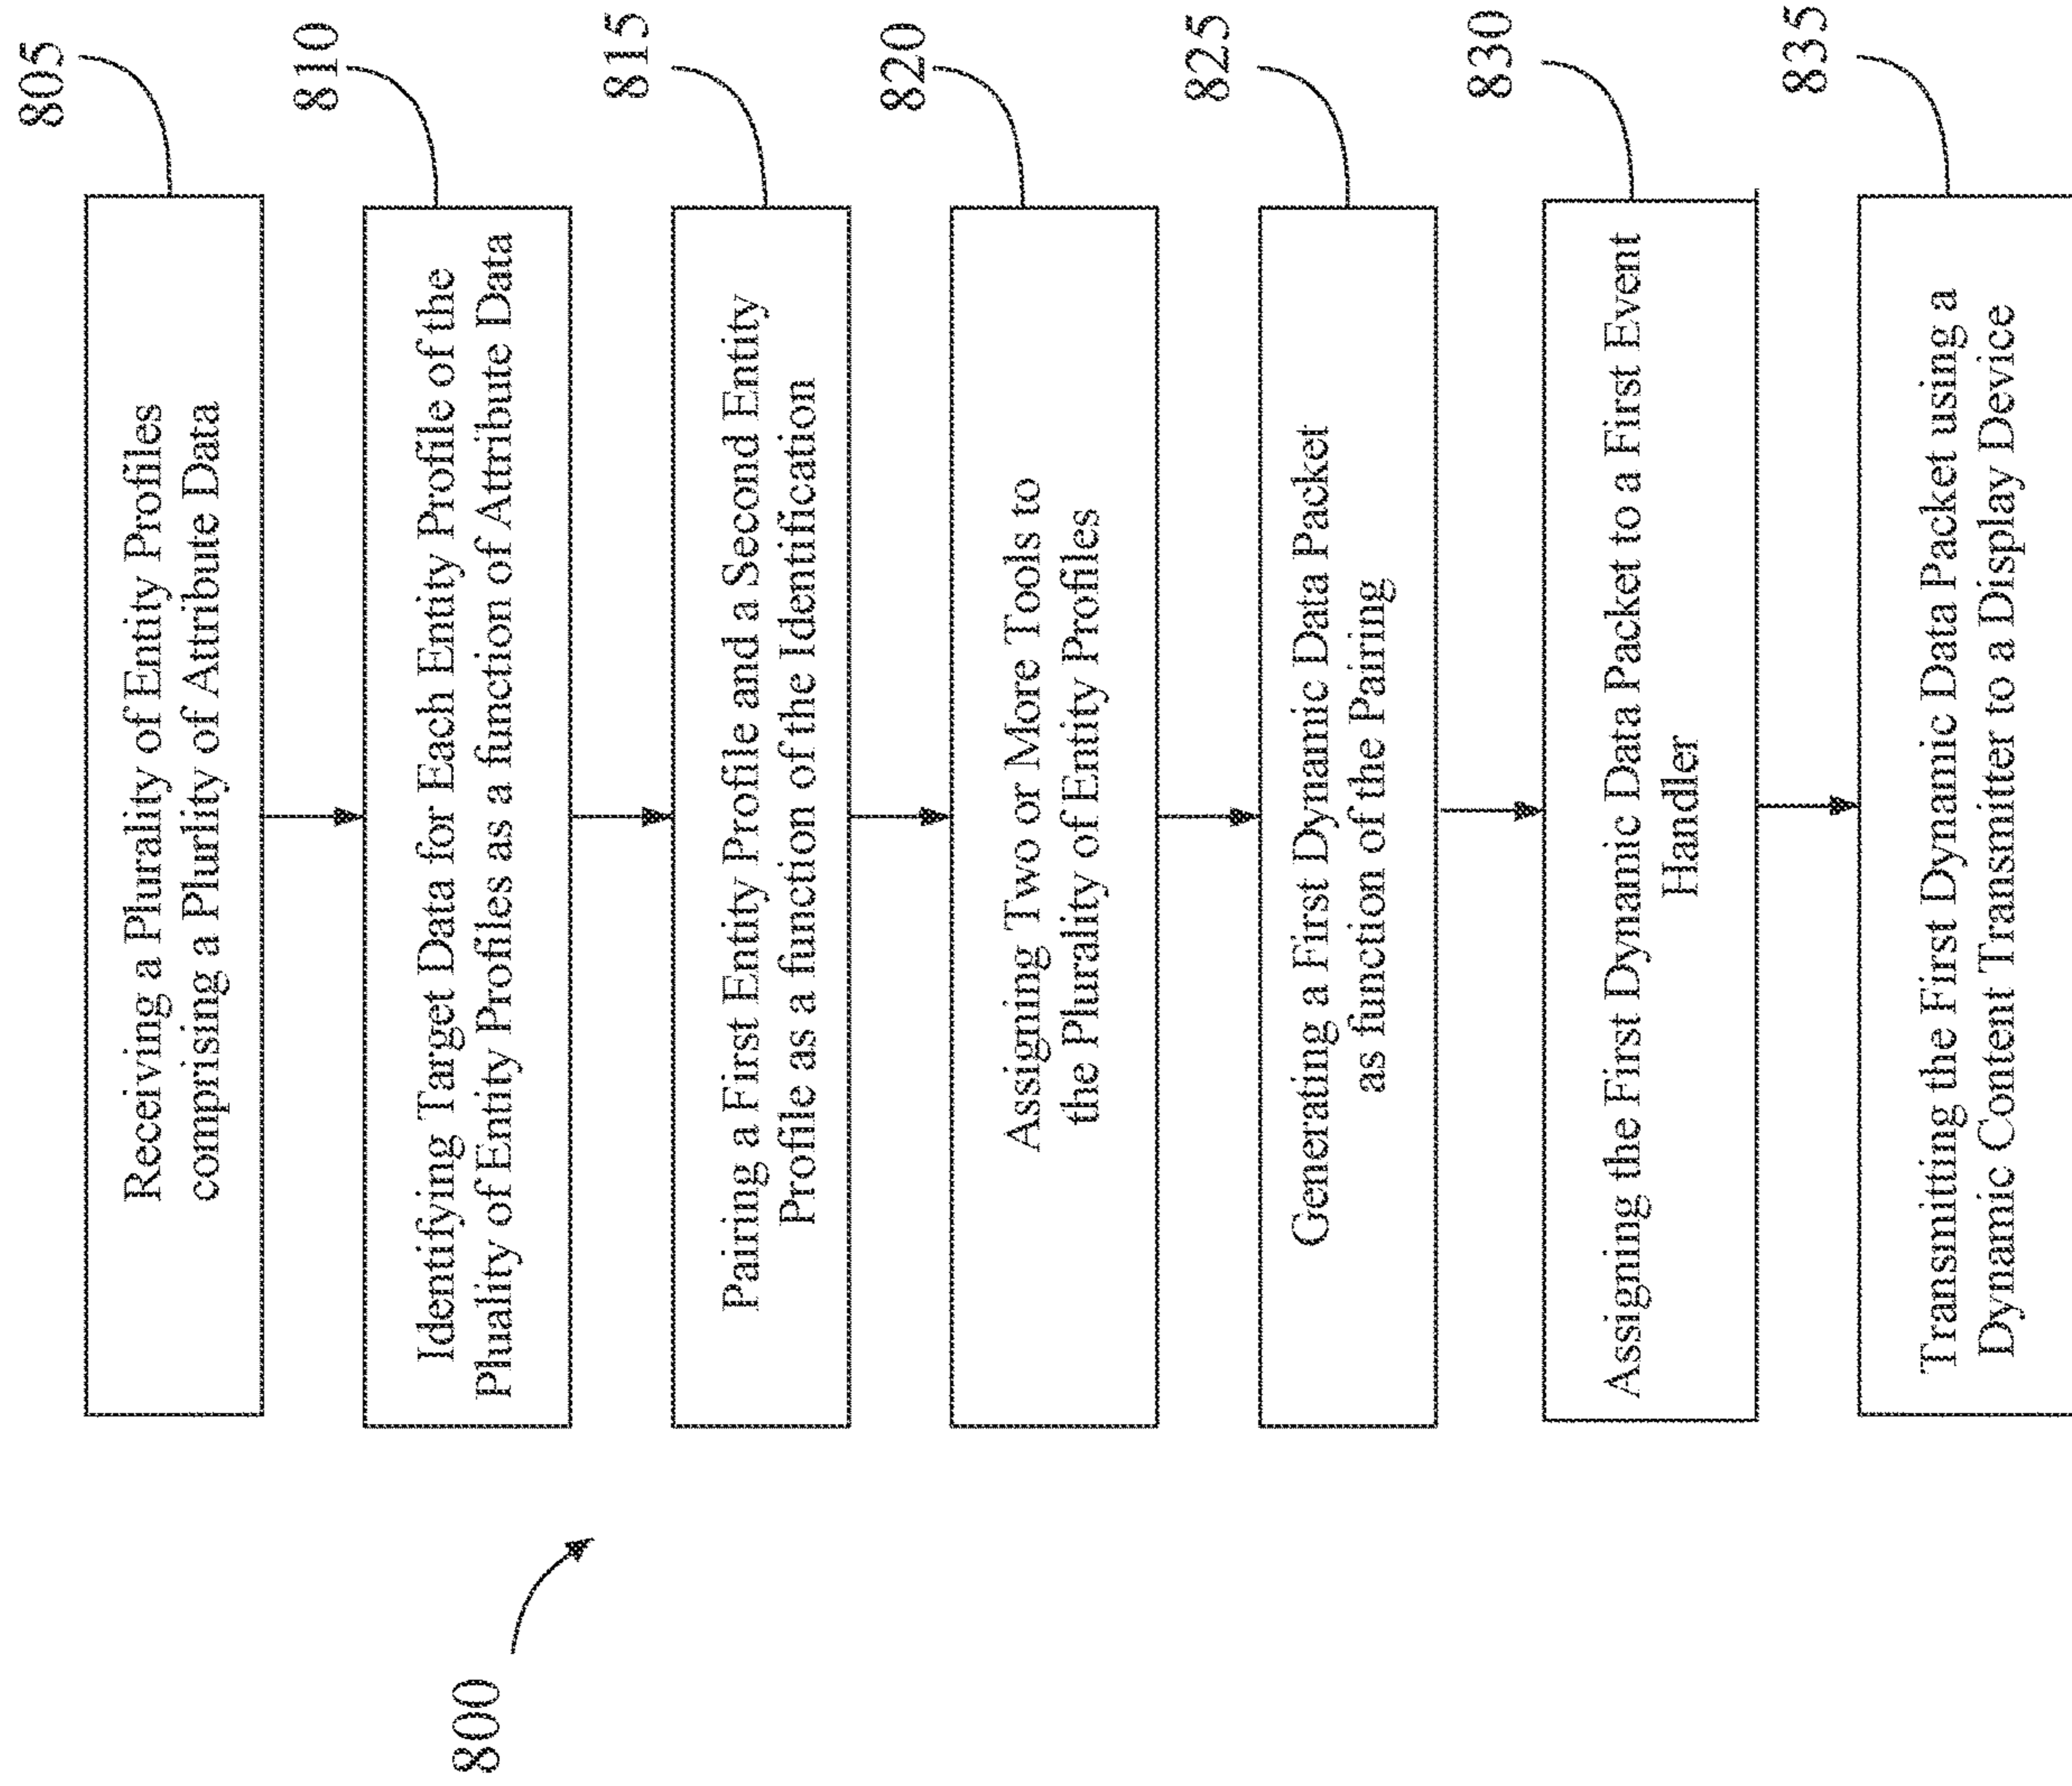 800
805
Receiving a Plurality of Entity Profiles
comprising a Plurlity of Attribute Data
810
Identifying Target Data for Each Entity Profile of the
Pluality of Entity Profiles as a function of Attribute Data
815
Pairing a First Entity Profile and a Second Entity
Profile as a function of the Identification
820
Assigning Two or More Tools to
the Plurality of Entity Profiles
825
Generating a First Dynamic Data Packet
as function of the Pairing
830
Assigning the First Dynamic Data Packet to a First Event
Handler
835
Transmitting the First Dynamic Data Packet using a
Dynamic Content Transmitter to a Display Device